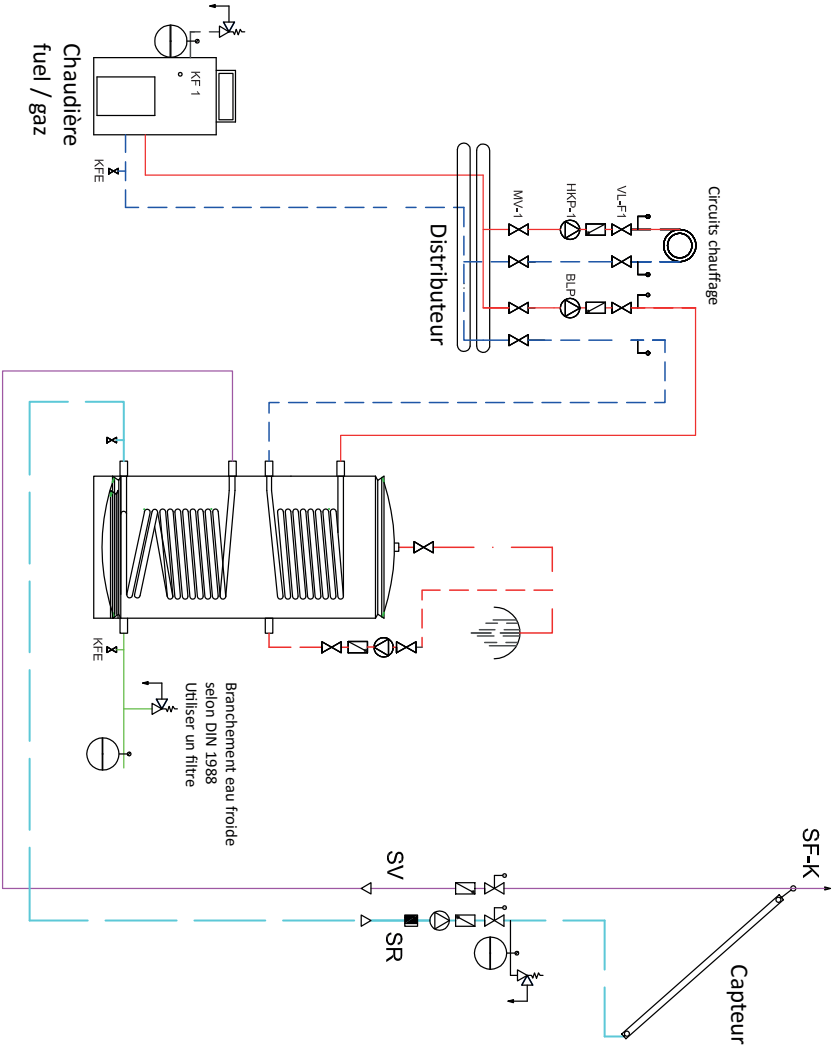 Chaudière
fuel / gaz
KF 1
KFE
Distributeur
MV-1
HKP-1
VL-F1
BLP
Circuits chauffage
KFE
Branchement eau froide
selon DIN 1988
Utiliser un filtre
SV
SR
SF-K
Capteur